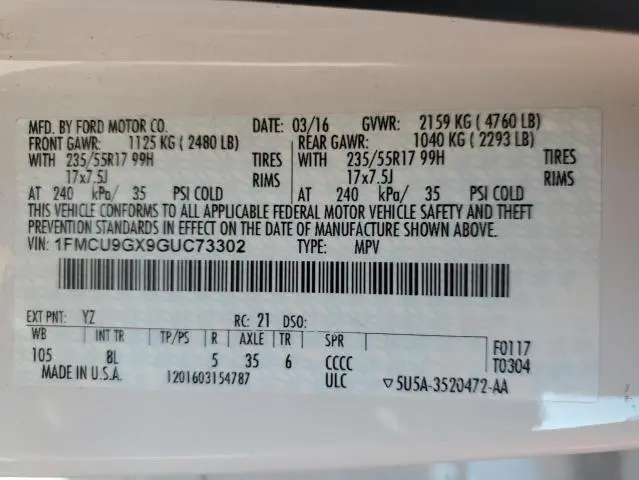 MFD. BY FORD MOTOR CO. DATE: 03/16 GVWR: 2159 KG ( 4760 LB)
FRONT GAWR: 1125 KG ( 2480 LB) REAR GAWR: 1040 KG ( 2293 LB)
WITH 235/55R17 99H TIRES WITH 235/55R17 99H TIRES
17x7.5J RIMS 17x7.5J RIMS
AT 240 kPa/ 35 PSI COLD AT 240 kPa/ 35 PSI COLD
THIS VEHICLE CONFORMS TO ALL APPLICABLE FEDERAL MOTOR VEHICLE SAFETY AND THEFT
PREVENTION STANDARDS IN EFFECT ON THE DATE OF MANUFACTURE SHOWN ABOVE.
VIN: 1FMCU9GX9GUC73302 TYPE: MPV
EXT PNT: YZ RC: 21 DSO:
WB INT TR TP/PS R AXLE TR SPR
105 8L 5 35 6 CCCC F0117
MADE IN U.S.A. 1201603154787 ULC T0304
▽5U5A-3520472-AA